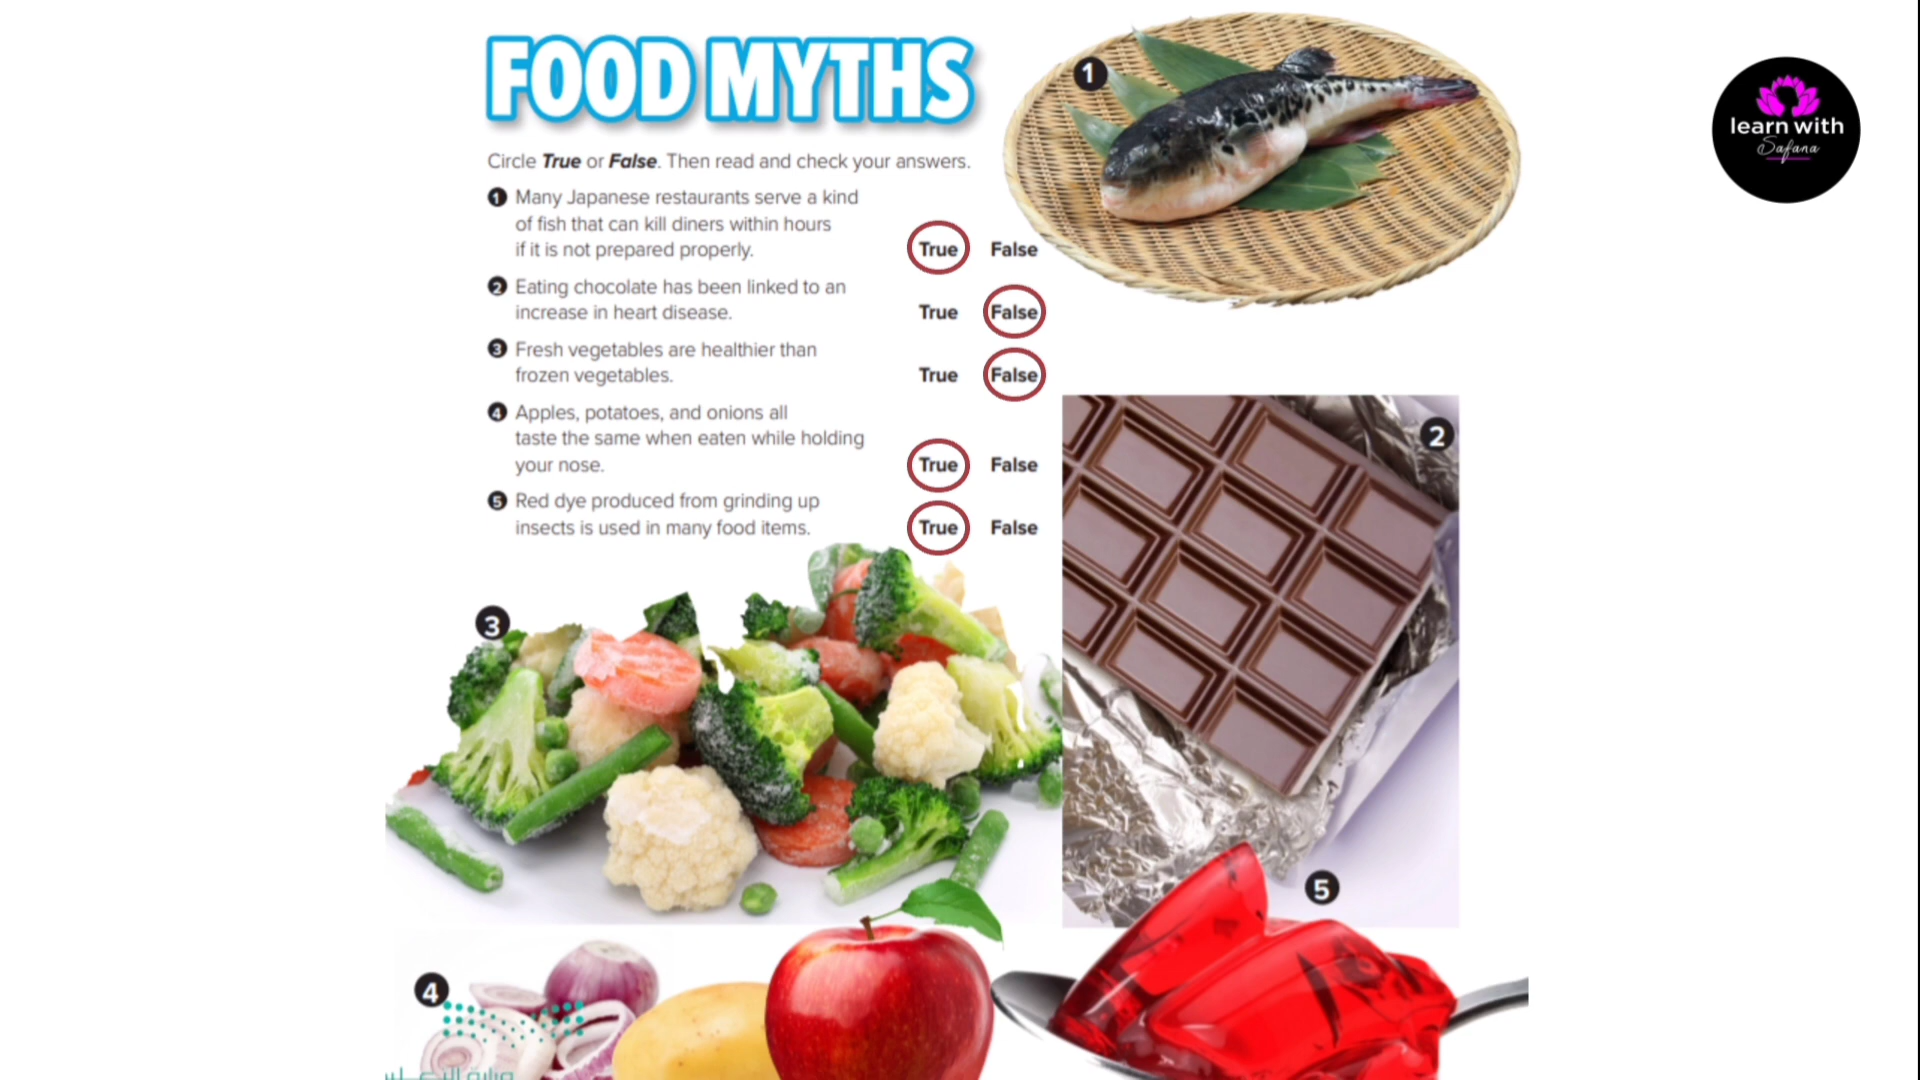 FOOD MYTHS
Circle True or False. Then read and check your answers.
1 Many Japanese restaurants serve a kind
of fish that can kill diners within hours
if it is not prepared properly. True False
2 Eating chocolate has been linked to an
increase in heart disease. True False
3 Fresh vegetables are healthier than
frozen vegetables. True False
4 Apples, potatoes, and onions all
taste the same when eaten while holding
your nose. True False
5 Red dye produced from grinding up
insects is used in many food items. True False
1
2
3
4
5
learn with
Safana